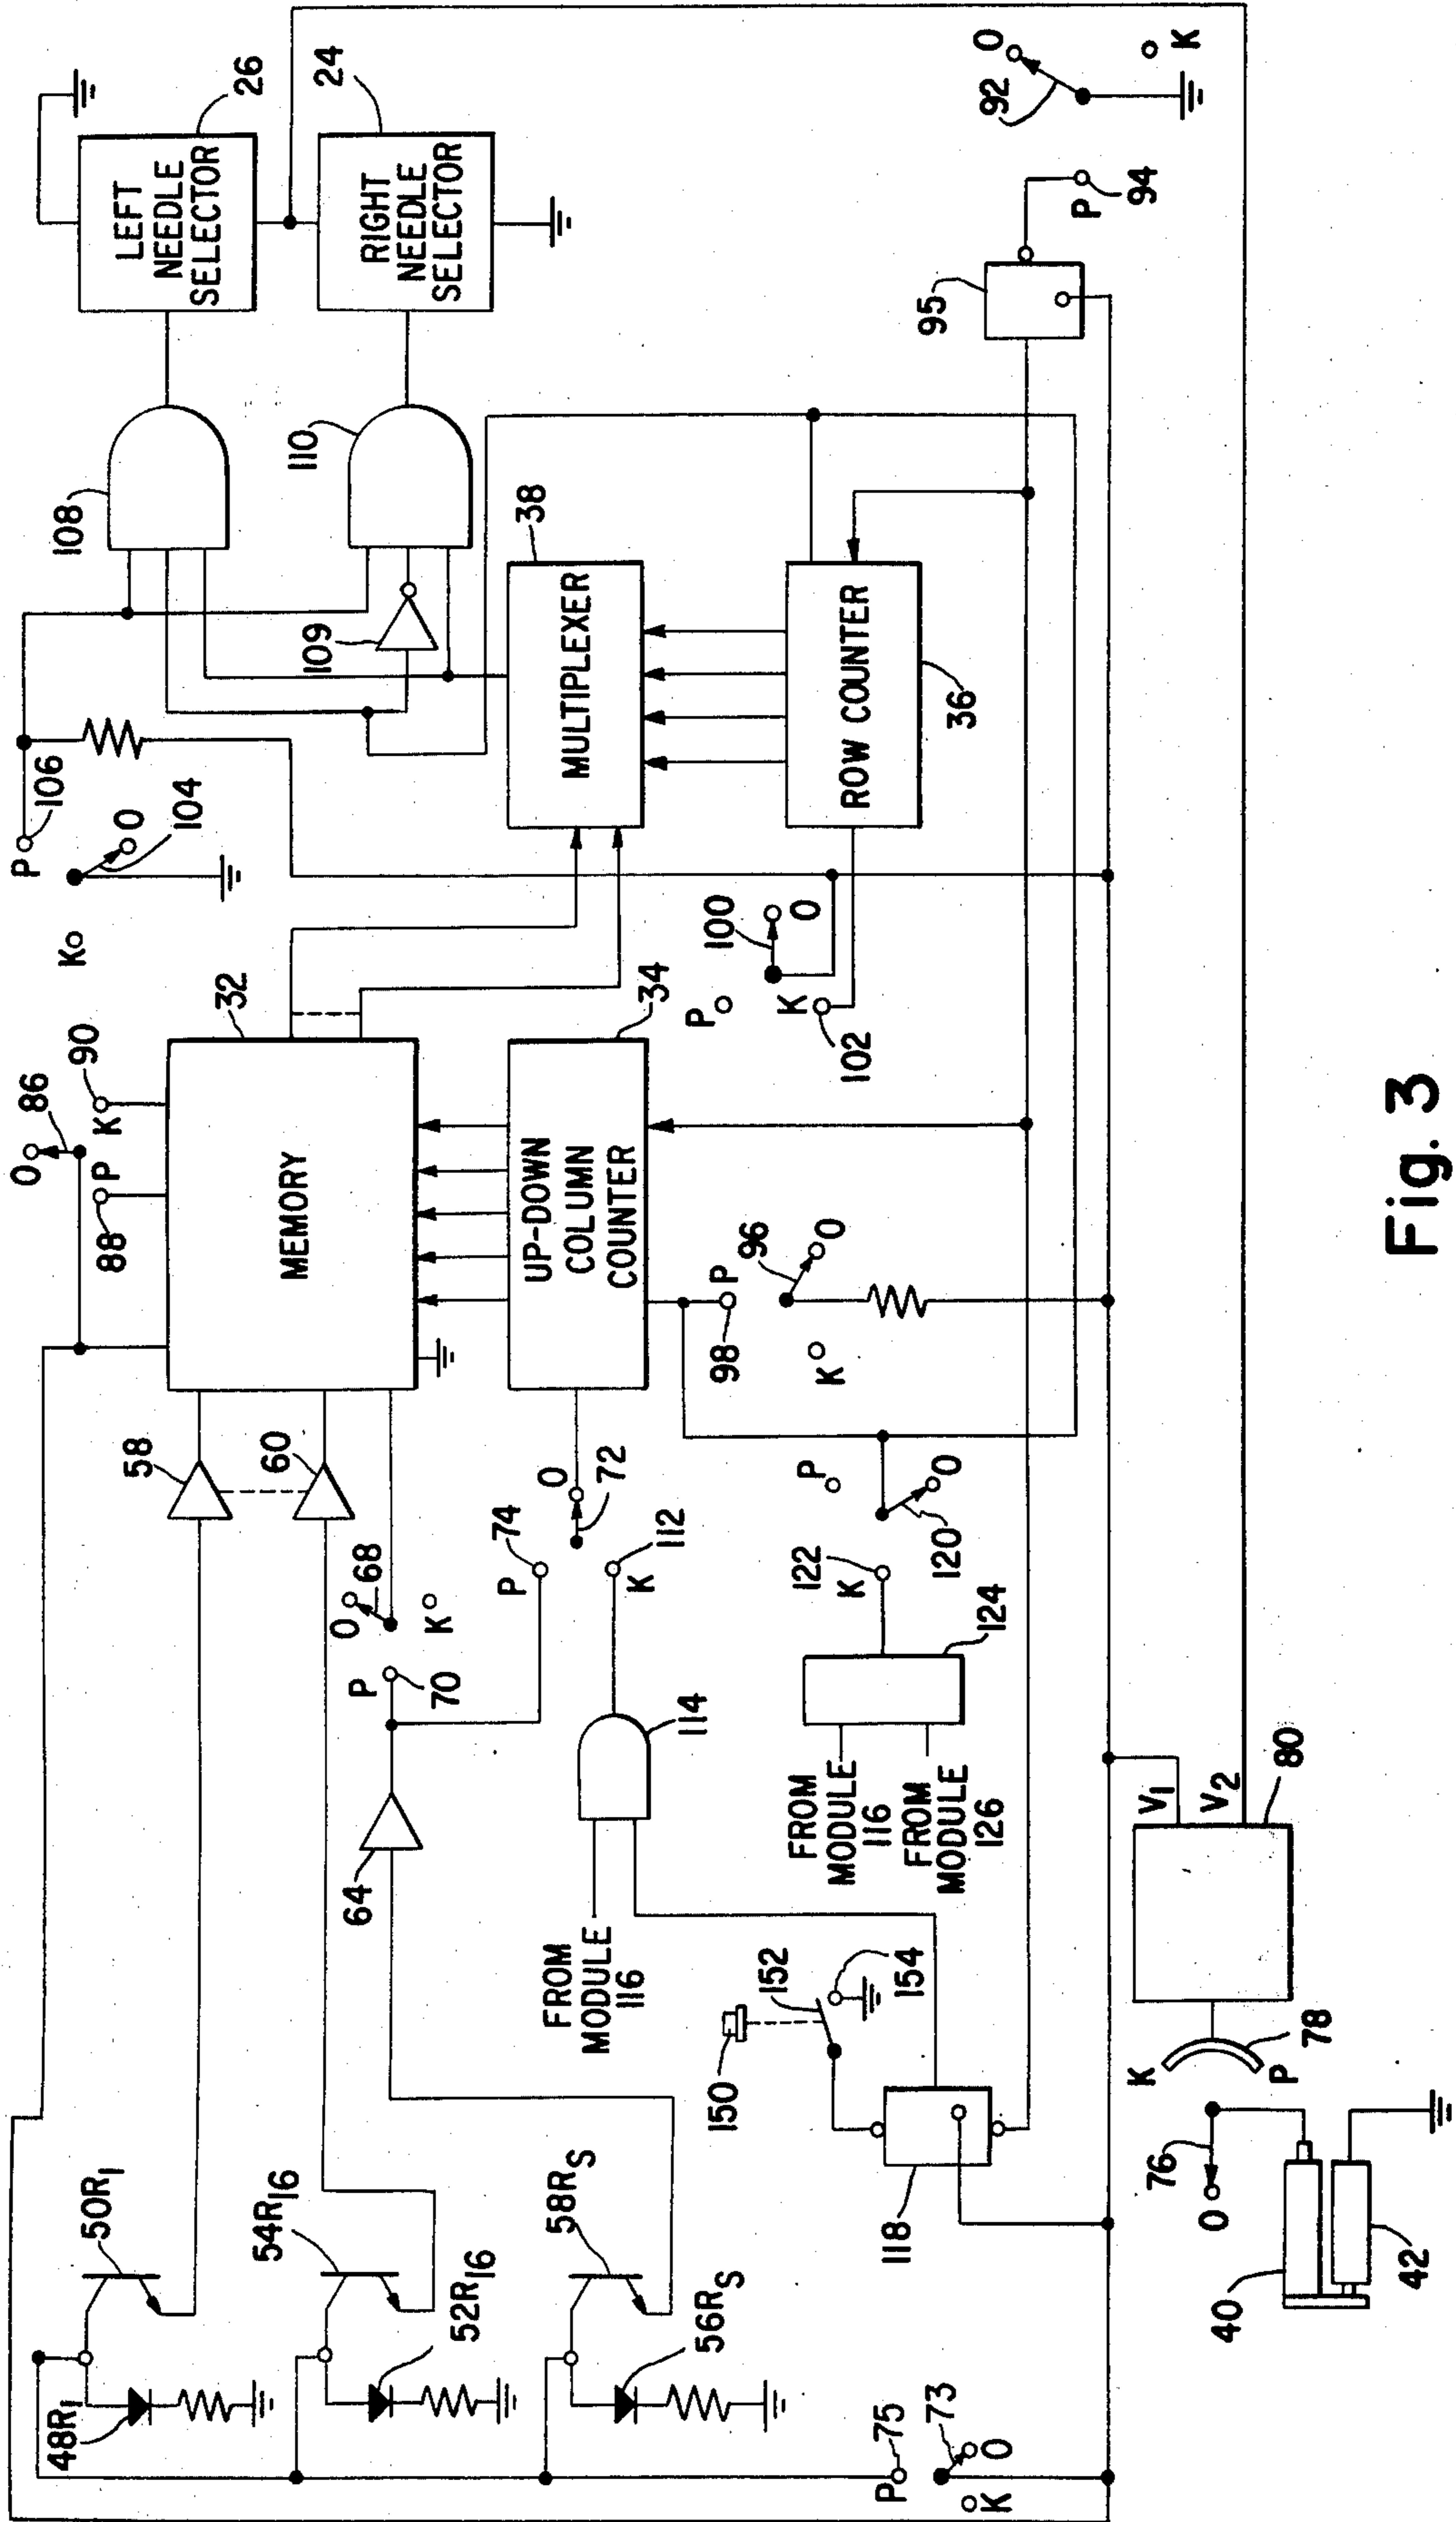 50R1
48R1
54R16
52R16
58RS
56RS
P
75
73
O
K
58
60
64
P
70
O
68
K
O
86
88
P
K
90
32
MEMORY
34
UP-DOWN
COLUMN
COUNTER
O
72
74
P
112
K
114
FROM
MODULE
116
FROM
MODULE
116
FROM
MODULE
126
124
122
K
P
O
120
98
P
96
O
K
K
P
106
104
O
P
K
102
100
O
38
MULTIPLEXER
ROW COUNTER
36
108
109
110
26
LEFT
NEEDLE
SELECTOR
24
RIGHT
NEEDLE
SELECTOR
95
P
94
92
O
K
150
152
154
118
O
76
K
P
78
V1
V2
80
40
42
Fig. 3